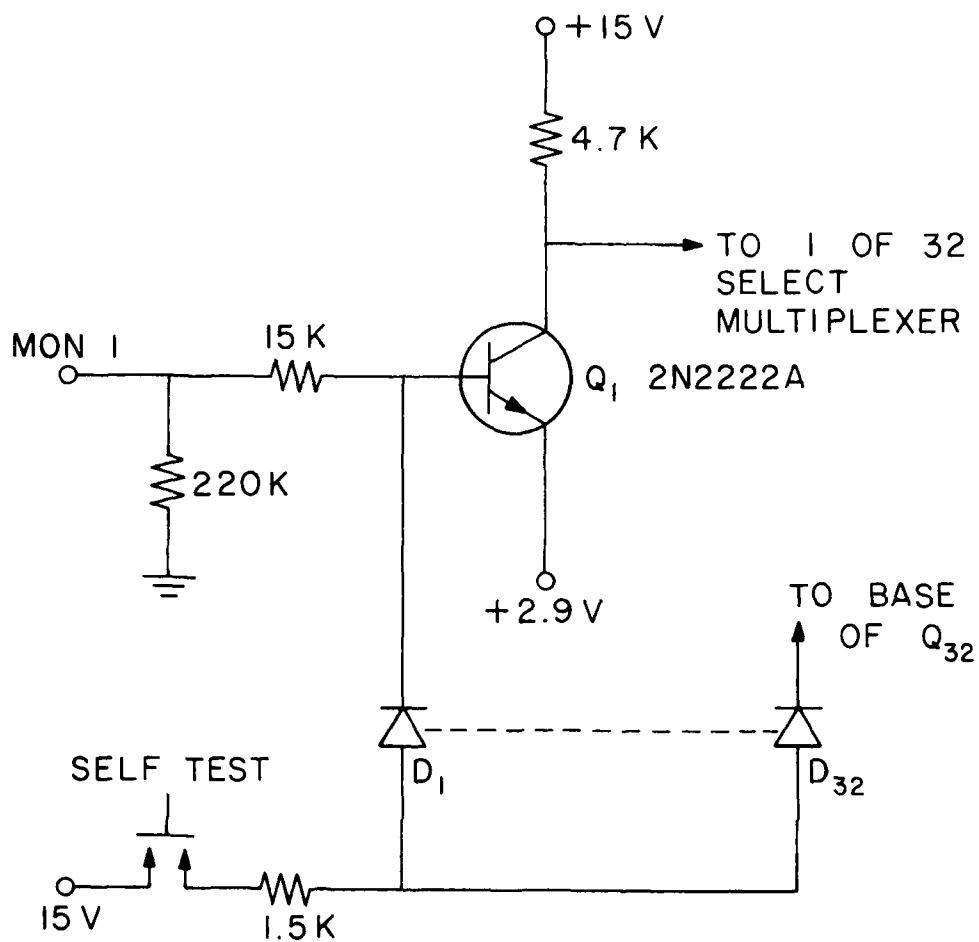 +15 V
4.7 K
TO 1 OF 32
SELECT
MULTIPLEXER
15 K
MON 1
Q1 2N2222A
220K
+2.9 V
TO BASE
OF Q32
SELF TEST
D1
D32
15 V
1.5 K